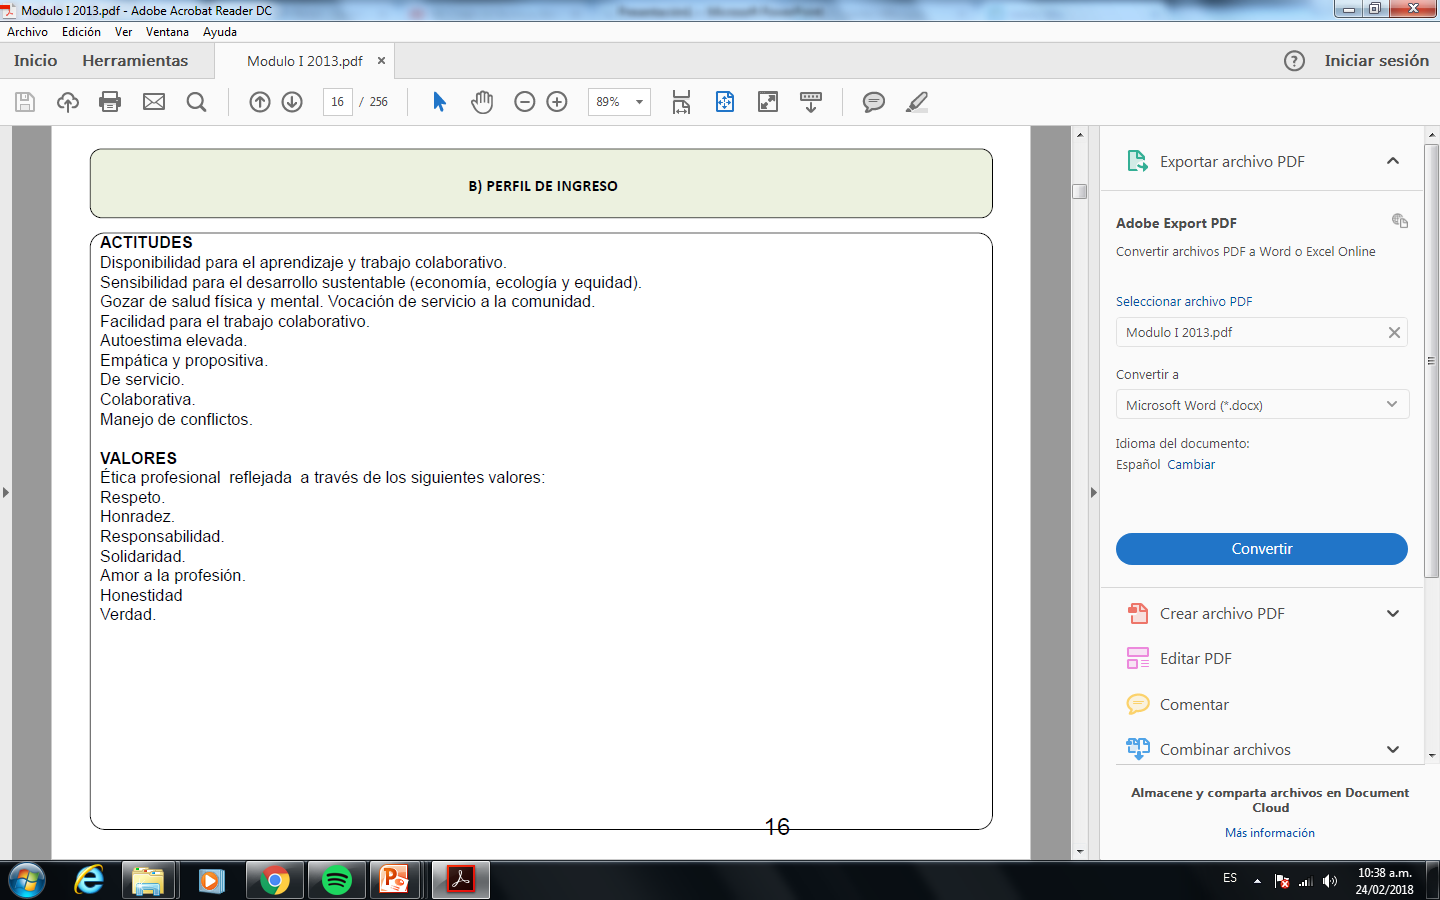 Modulo I 2013.pdf - Adobe Acrobat Reader DC
Archivo Edición Ver Ventana Ayuda
Inicio Herramientas Modulo I 2013.pdf × ? Iniciar sesión
16 / 256 89%
B) PERFIL DE INGRESO
ACTITUDES
Disponibilidad para el aprendizaje y trabajo colaborativo.
Sensibilidad para el desarrollo sustentable (economía, ecología y equidad).
Gozar de salud física y mental. Vocación de servicio a la comunidad.
Facilidad para el trabajo colaborativo.
Autoestima elevada.
Empática y propositiva.
De servicio.
Colaborativa.
Manejo de conflictos.
VALORES
Ética profesional  reflejada  a través de los siguientes valores:
Respeto.
Honradez.
Responsabilidad.
Solidaridad.
Amor a la profesión.
Honestidad
Verdad.
16
Exportar archivo PDF
Adobe Export PDF
Convertir archivos PDF a Word o Excel Online
Seleccionar archivo PDF
Modulo I 2013.pdf
Convertir a
Microsoft Word (*.docx)
Idioma del documento:
Español Cambiar
Convertir
Crear archivo PDF
Editar PDF
Comentar
Combinar archivos
Almacene y comparta archivos en Document
Cloud
Más información
ES
10:38 a.m.
24/02/2018